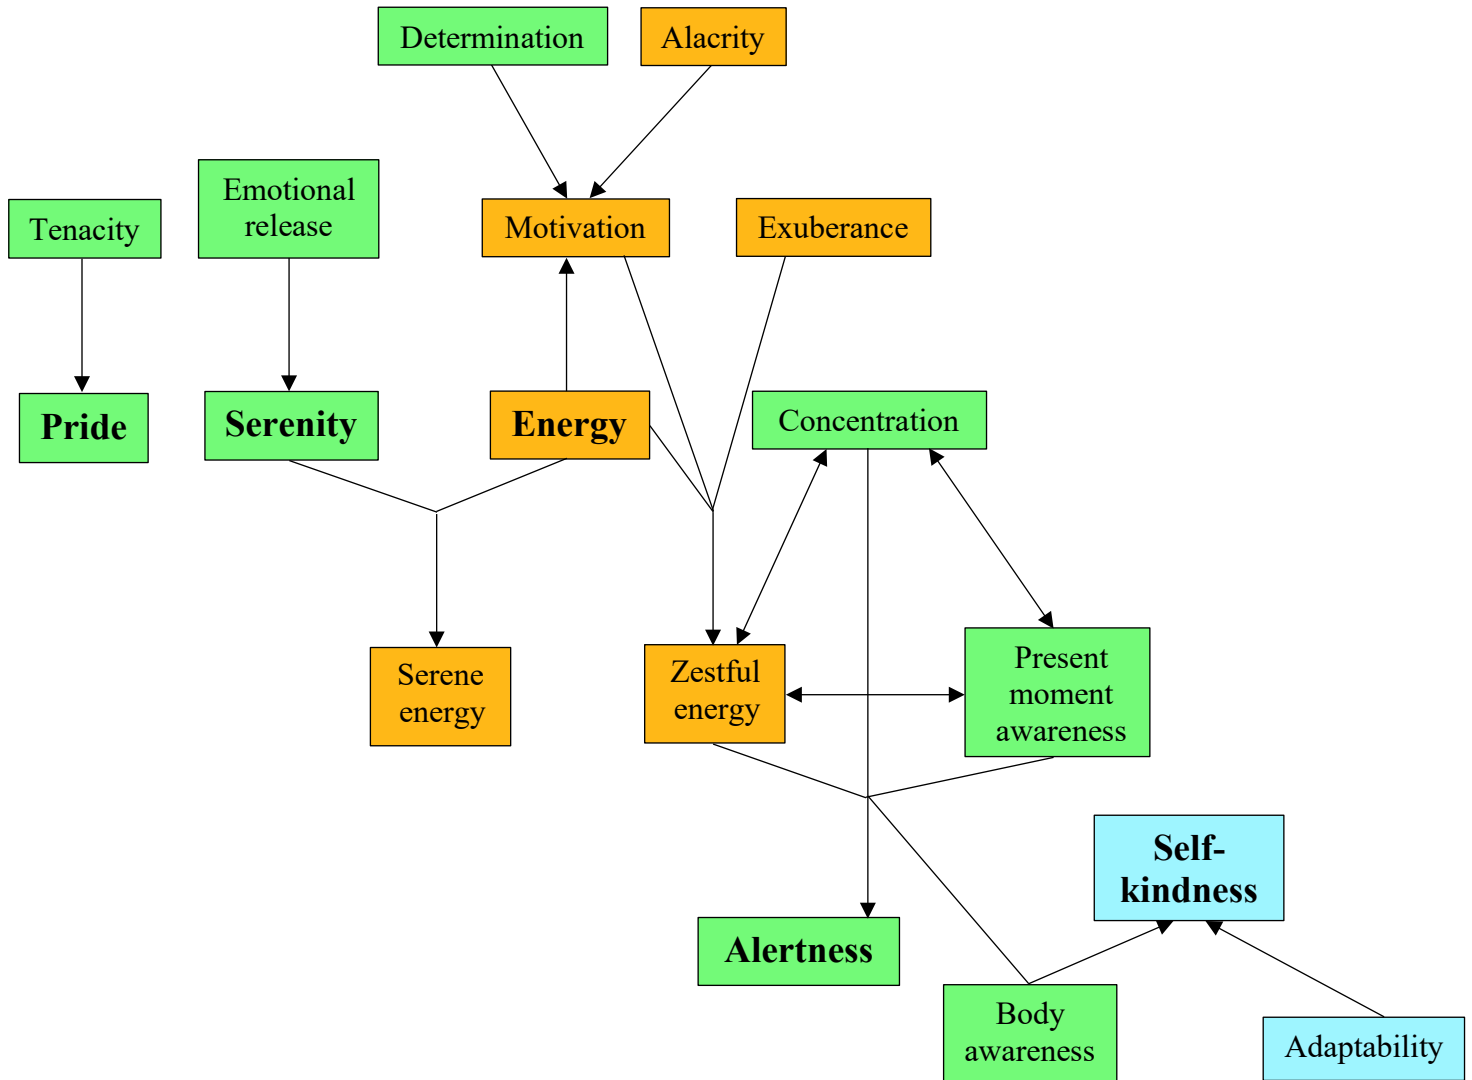 Determination
Alacrity
Emotional
release
Tenacity
Motivation
Exuberance
Pride
Serenity
Energy
Concentration
Serene
energy
Zestful
energy
Present
moment
awareness
Self-
kindness
Alertness
Body
awareness
Adaptability